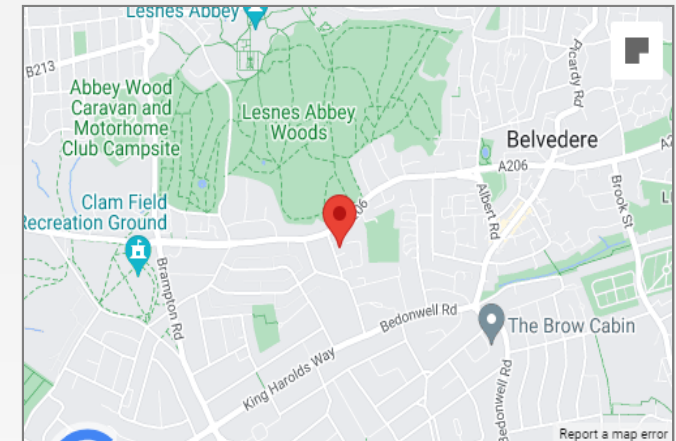 Lesnes Abbey
B213
Abbey Wood
Caravan and
Motorhome
Club Campsite
Lesnes Abbey
Woods
Picardy Rd
Belvedere
A206
Albert Rd
Brook St
Clam Field
Recreation Ground
Brampton Rd
Bedonwell Rd
The Brow Cabin
King Harolds Way
Bedonwell Rd
Report a map error